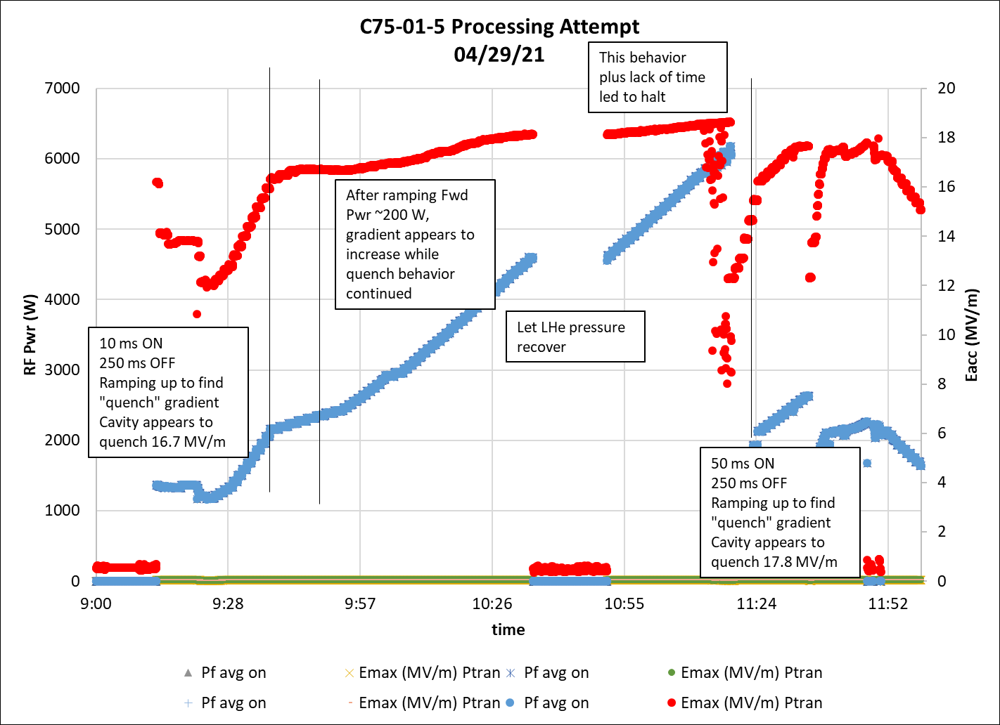 C75-01-5 Processing Attempt
04/29/21
This behavior
plus lack of time
led to halt
7000
6000
5000
4000
3000
2000
1000
0
RF Pwr (W)
20
18
16
14
12
10
8
6
4
2
0
Eacc (MV/m)
After ramping Fwd
Pwr ~200 W,
gradient appears to
increase while
quench behavior
continued
Let LHe pressure
recover
10 ms ON
250 ms OFF
Ramping up to find
"quench" gradient
Cavity appears to
quench 16.7 MV/m
50 ms ON
250 ms OFF
Ramping up to find
"quench" gradient
Cavity appears to
quench 17.8 MV/m
9:00 9:28 9:57 10:26 10:55 11:24 11:52
time
Pf avg on Emax (MV/m) Ptran Pf avg on Emax (MV/m) Ptran
Pf avg on Emax (MV/m) Ptran Pf avg on Emax (MV/m) Ptran